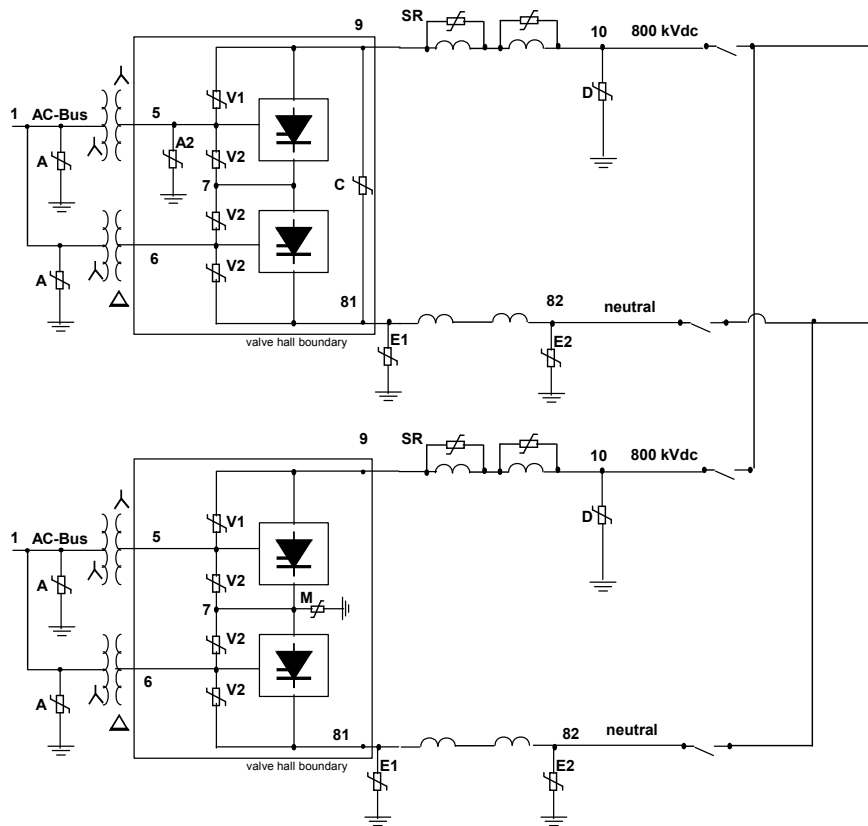 9
SR
10
800 kVdc
1
AC-Bus
5
V1
A2
D
A
V2
7
C
V2
A
6
V2
81
82
neutral
valve hall boundary
E1
E2
9
SR
10
800 kVdc
1
AC-Bus
5
V1
D
A
V2
M
7
V2
A
6
V2
81
82
neutral
valve hall boundary
E1
E2